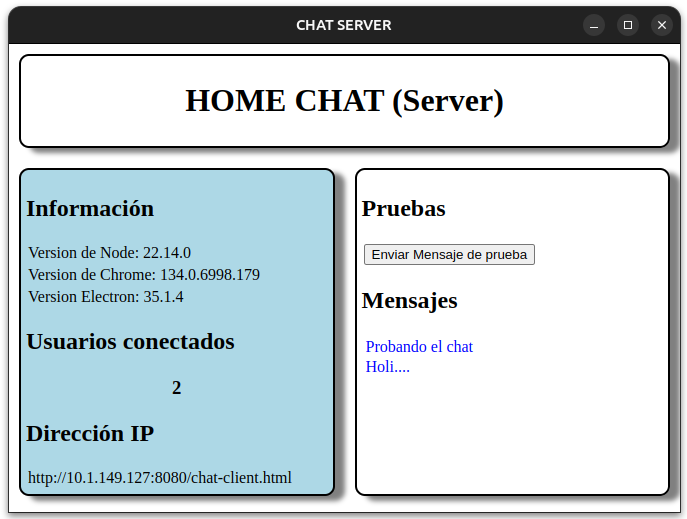 CHAT SERVER
HOME CHAT (Server)
Información
Version de Node: 22.14.0
Version de Chrome: 134.0.6998.179
Version Electron: 35.1.4
Usuarios conectados
2
Dirección IP
http://10.1.149.127:8080/chat-client.html
Pruebas
Enviar Mensaje de prueba
Mensajes
Probando el chat
Holi....